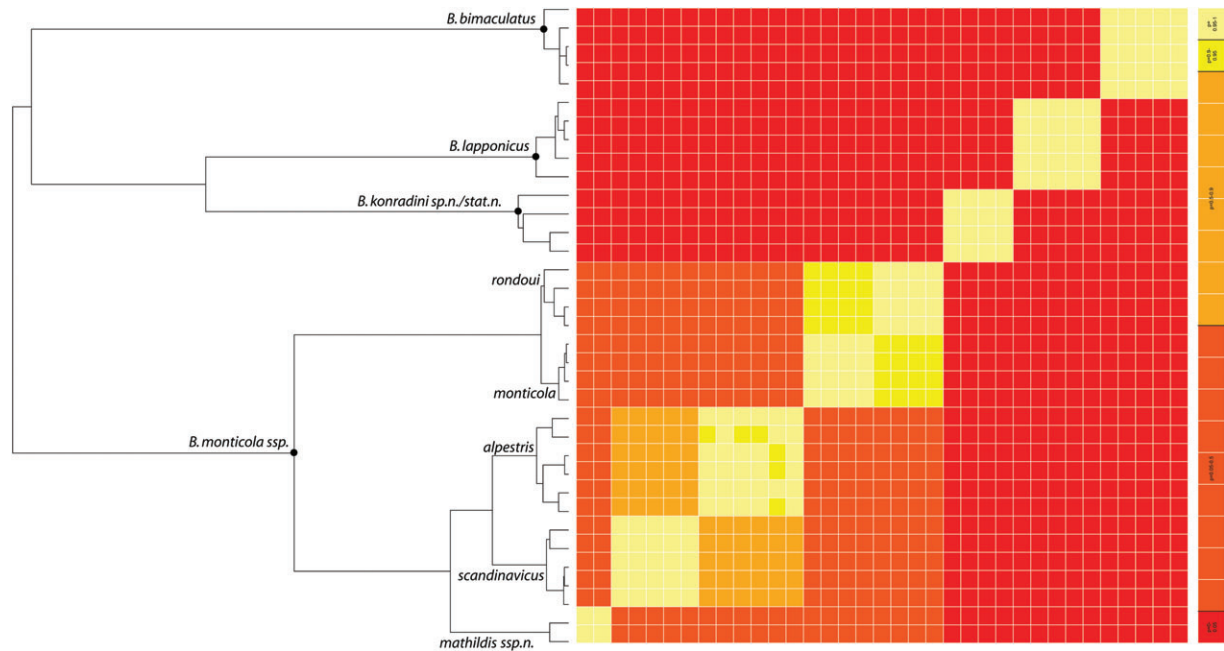 B. bimaculatus
B. lapponicus
B. konradini sp.n./stat.n.
rondoui
monticola
B. monticola ssp.
alpestris
scandinavicus
mathildis ssp.n.